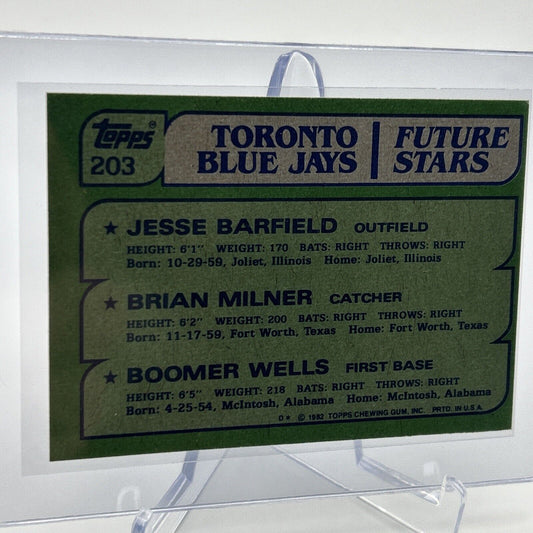 Topps®
203
TORONTO BLUE JAYS | FUTURE STARS
★ JESSE BARFIELD OUTFIELD
HEIGHT: 6'1" WEIGHT: 170 BATS: RIGHT THROWS: RIGHT
Born: 10-29-59, Joliet, Illinois Home: Joliet, Illinois
★ BRIAN MILNER CATCHER
HEIGHT: 6'2" WEIGHT: 200 BATS: RIGHT THROWS: RIGHT
Born: 11-17-59, Fort Worth, Texas Home: Fort Worth, Texas
★ BOOMER WELLS FIRST BASE
HEIGHT: 6'5" WEIGHT: 218 BATS: RIGHT THROWS: RIGHT
Born: 4-25-54, McIntosh, Alabama Home: McIntosh, Alabama
D★ © 1982 TOPPS CHEWING GUM, INC. PRTD. IN U.S.A.